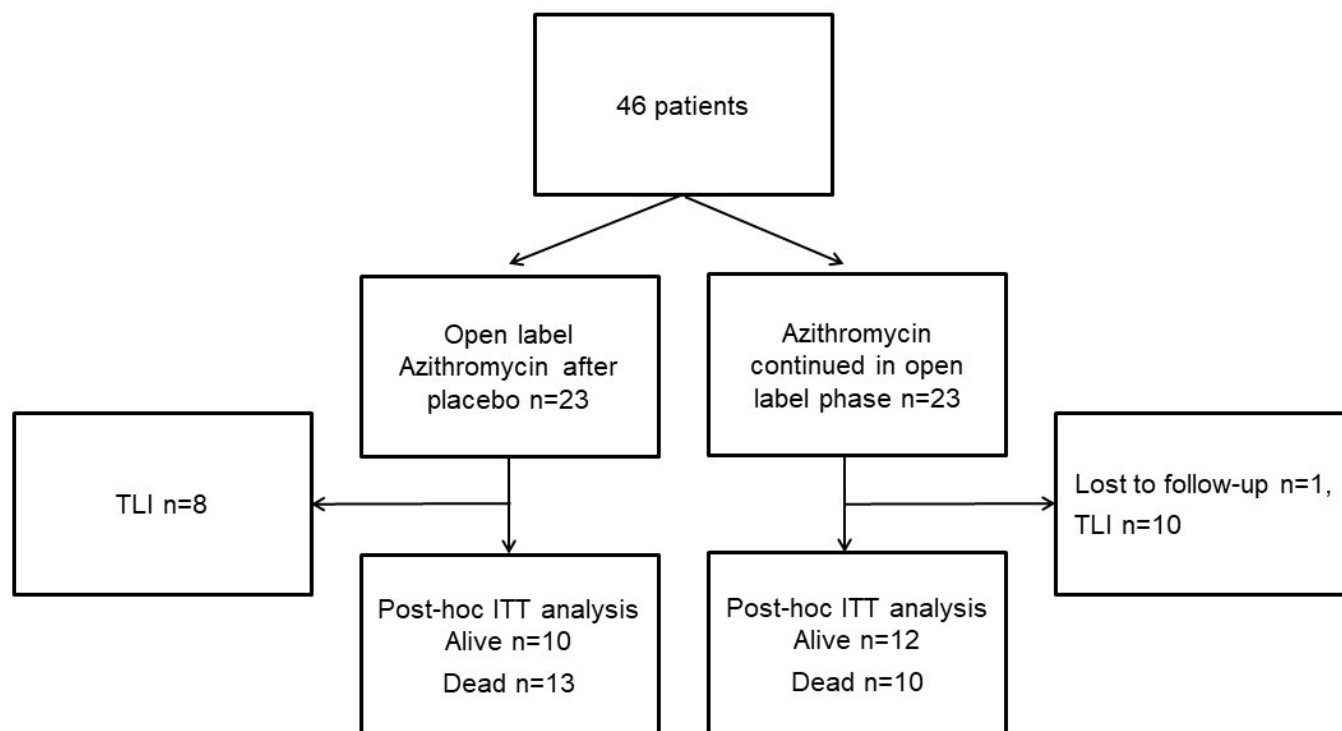 46 patients
Open label
Azithromycin after
placebo n=23
Azithromycin
continued in open
label phase n=23
TLI n=8
Lost to follow-up n=1,
TLI n=10
Post-hoc ITT analysis
Alive n=10
Dead n=13
Post-hoc ITT analysis
Alive n=12
Dead n=10